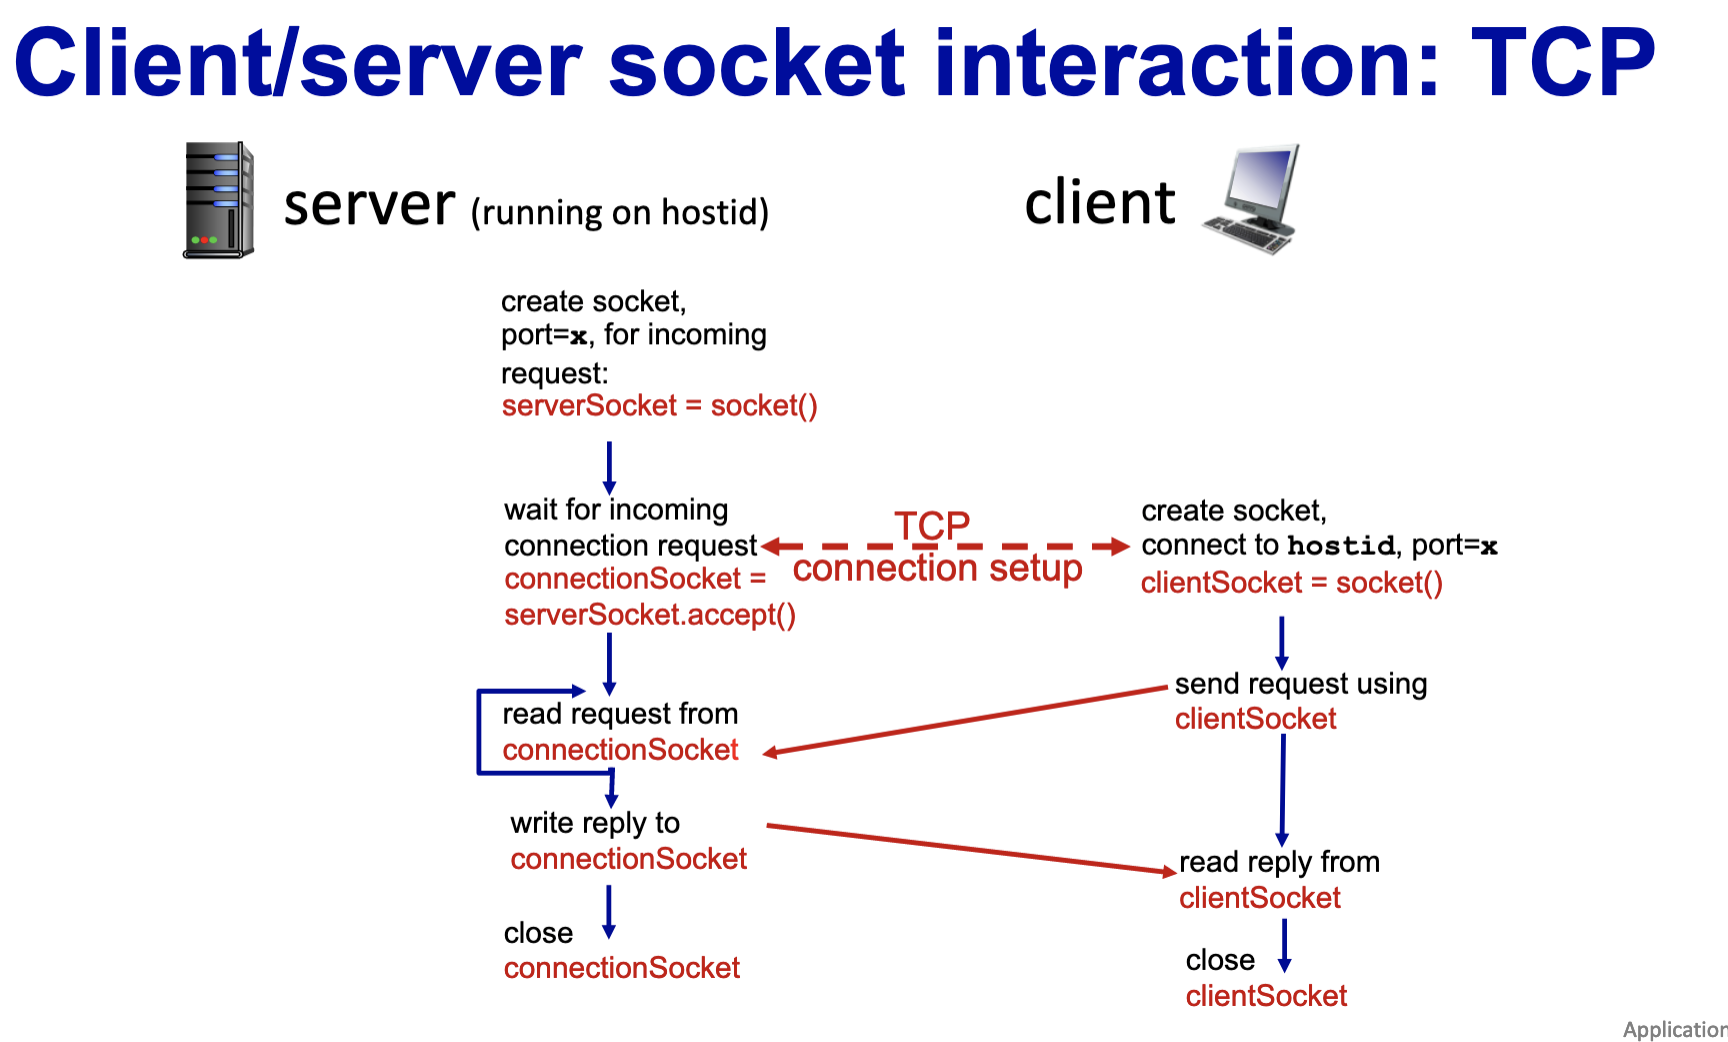 Client/server socket interaction: TCP
server (running on hostid)
client
create socket,
port=x, for incoming
request:
serverSocket = socket()
wait for incoming
connection request
connectionSocket =
serverSocket.accept()
TCP
connection setup
create socket,
connect to hostid, port=x
clientSocket = socket()
read request from
connectionSocket
send request using
clientSocket
write reply to
connectionSocket
read reply from
clientSocket
close
connectionSocket
close
clientSocket
Application